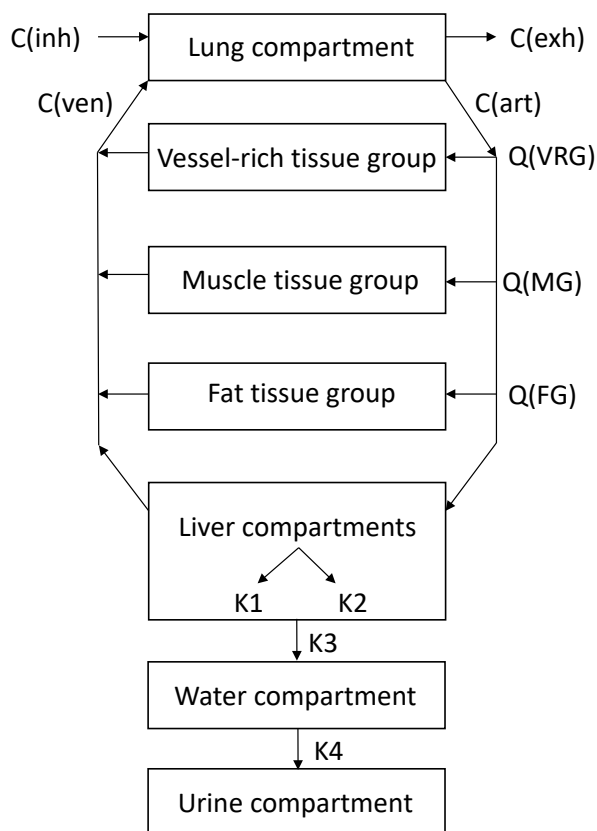 C(inh)
Lung compartment
C(exh)
C(ven)
C(art)
Vessel-rich tissue group
Q(VRG)
Muscle tissue group
Q(MG)
Fat tissue group
Q(FG)
Liver compartments
K1
K2
K3
Water compartment
K4
Urine compartment